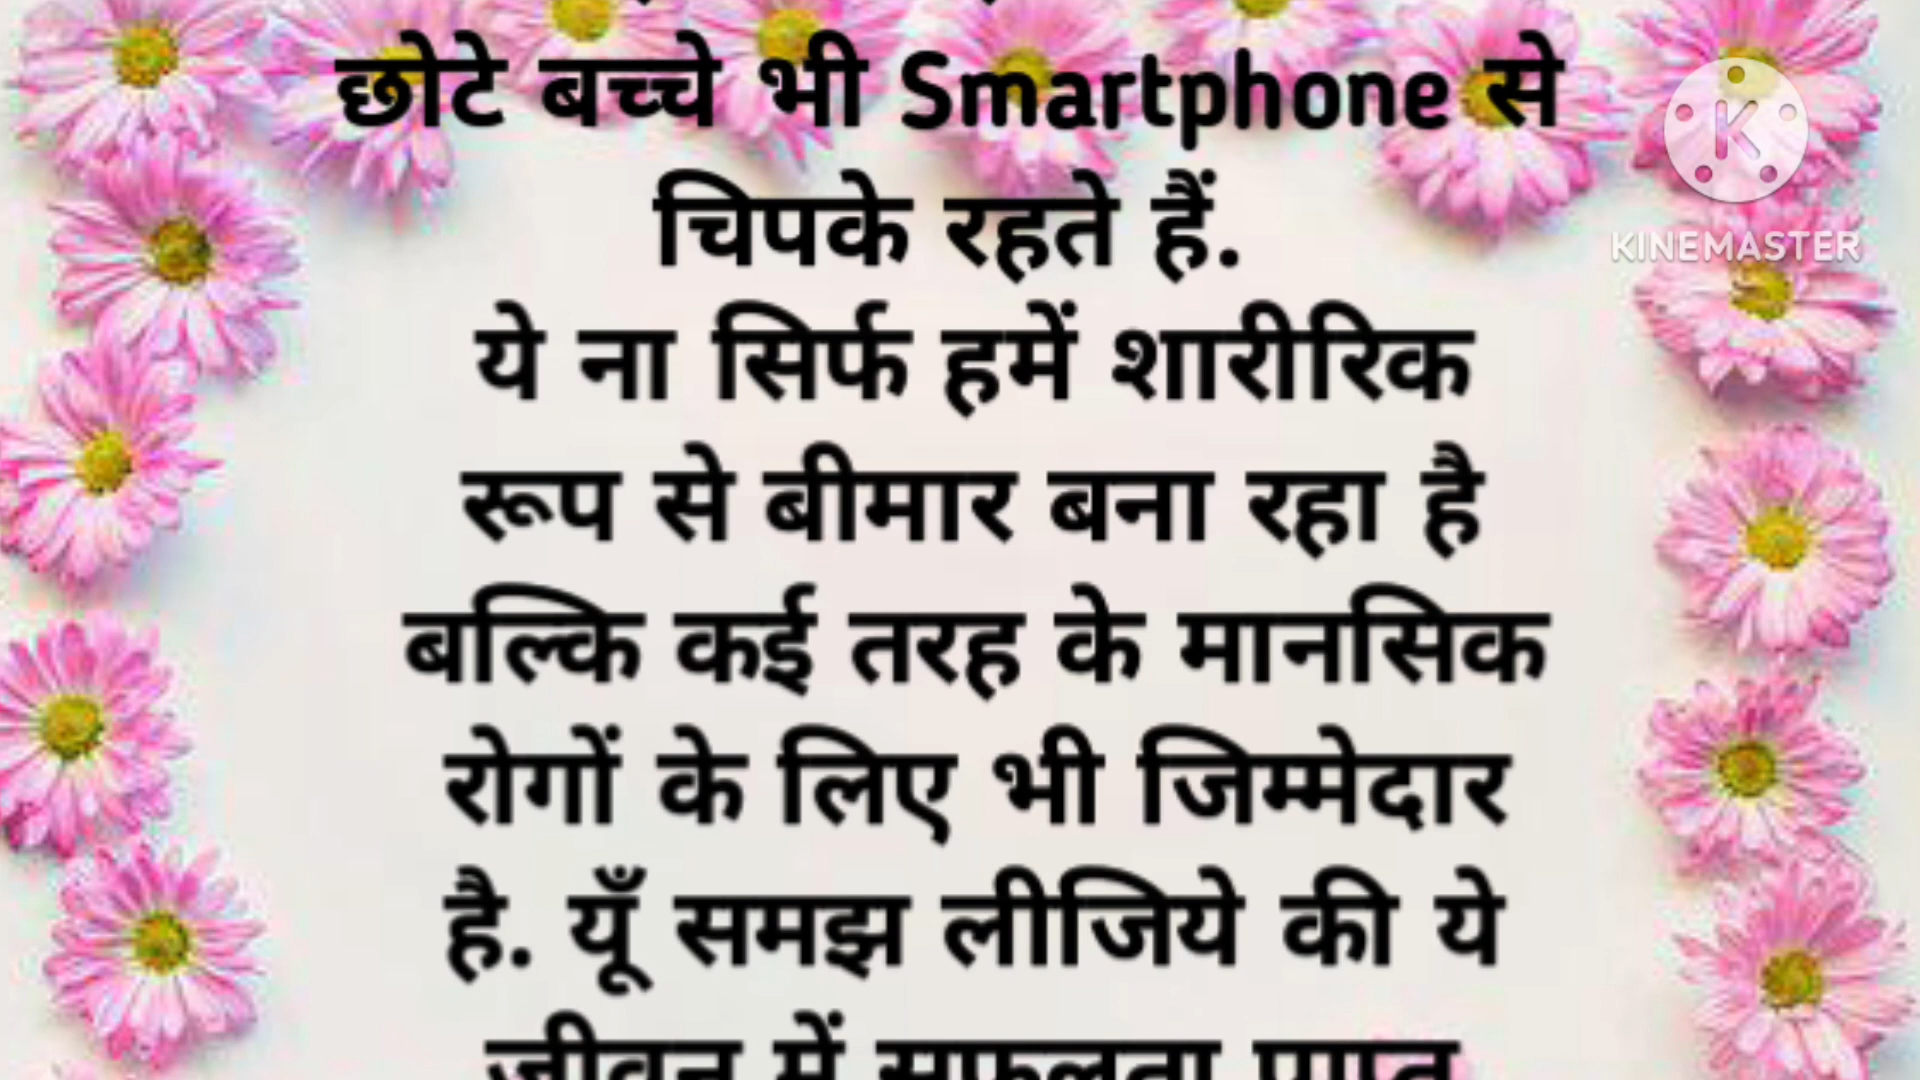 छोटे बच्चे भी Smartphone से
चिपके रहते हैं.
KINEMASTER
ये ना सिर्फ हमें शारीरिक
रूप से बीमार बना रहा है
बल्कि कई तरह के मानसिक
रोगों के लिए भी जिम्मेदार
है. यूँ समझ लीजिये की ये
जीवन में सफलता प्राप्त